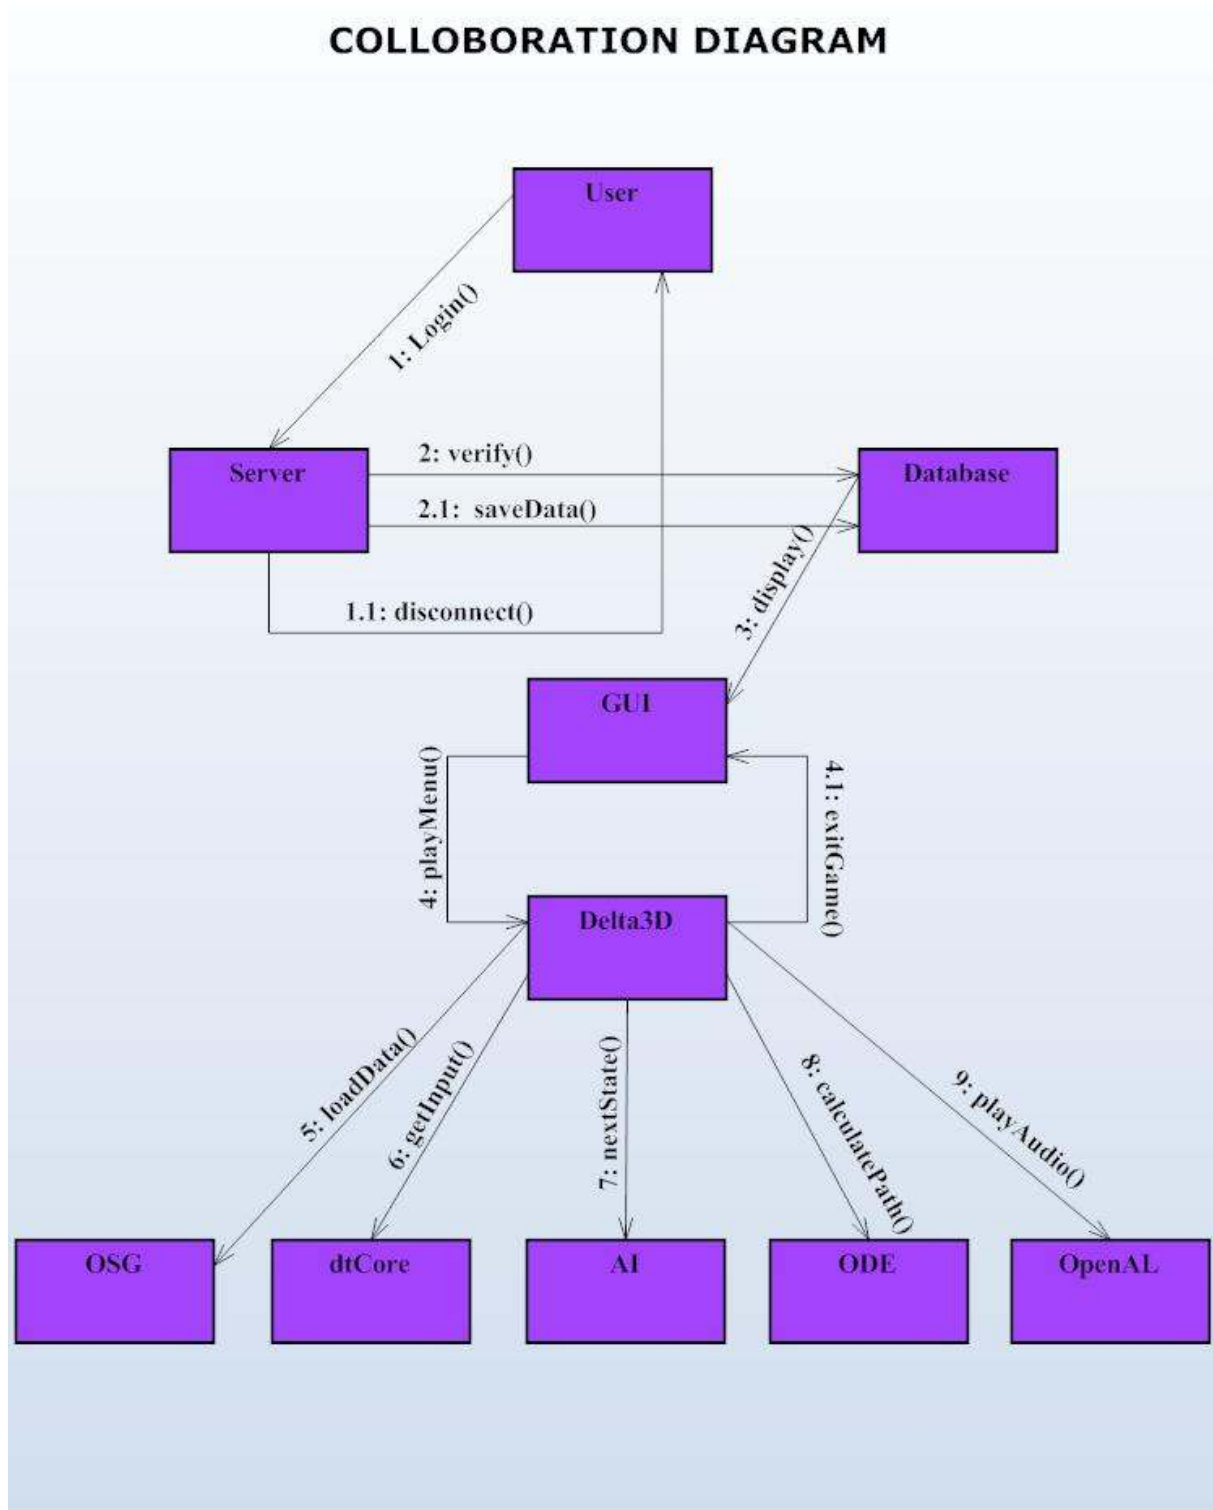 COLLOBORATION DIAGRAM
User
1: Login()
Server
2: verify()
Database
2.1: saveData()
3: display()
1.1: disconnect()
GUI
4: playMenu()
4.1: exitGame()
Delta3D
5: loadData()
6: getInput()
7: nextState()
8: calculatePath()
9: playAudio()
OSG
dtCore
AI
ODE
OpenAL